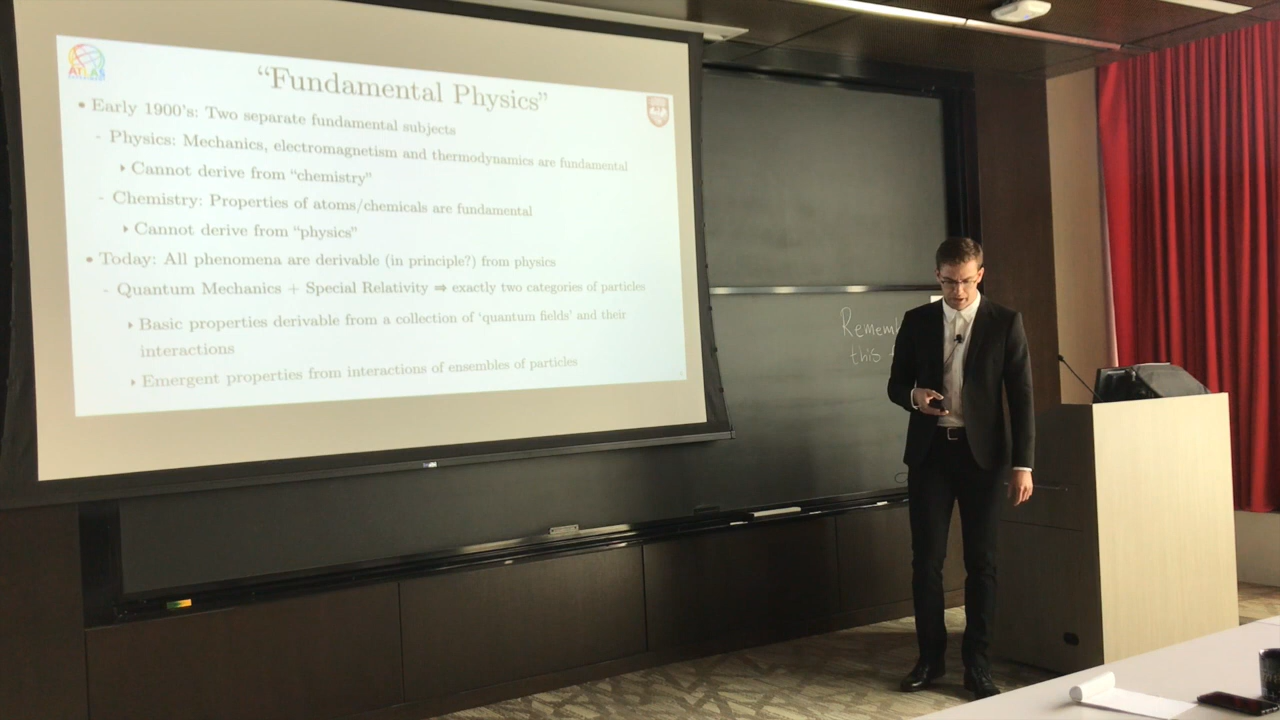 ATLAS
“Fundamental Physics”
• Early 1900's: Two separate fundamental subjects
- Physics: Mechanics, electromagnetism and thermodynamics are fundamental
‣ Cannot derive from “chemistry”
- Chemistry: Properties of atoms/chemicals are fundamental
‣ Cannot derive from “physics”
• Today: All phenomena are derivable (in principle?) from physics
- Quantum Mechanics + Special Relativity ⇒ exactly two categories of particles
‣ Basic properties derivable from a collection of ‘quantum fields’ and their
interactions
‣ Emergent properties from interactions of ensembles of particles
this